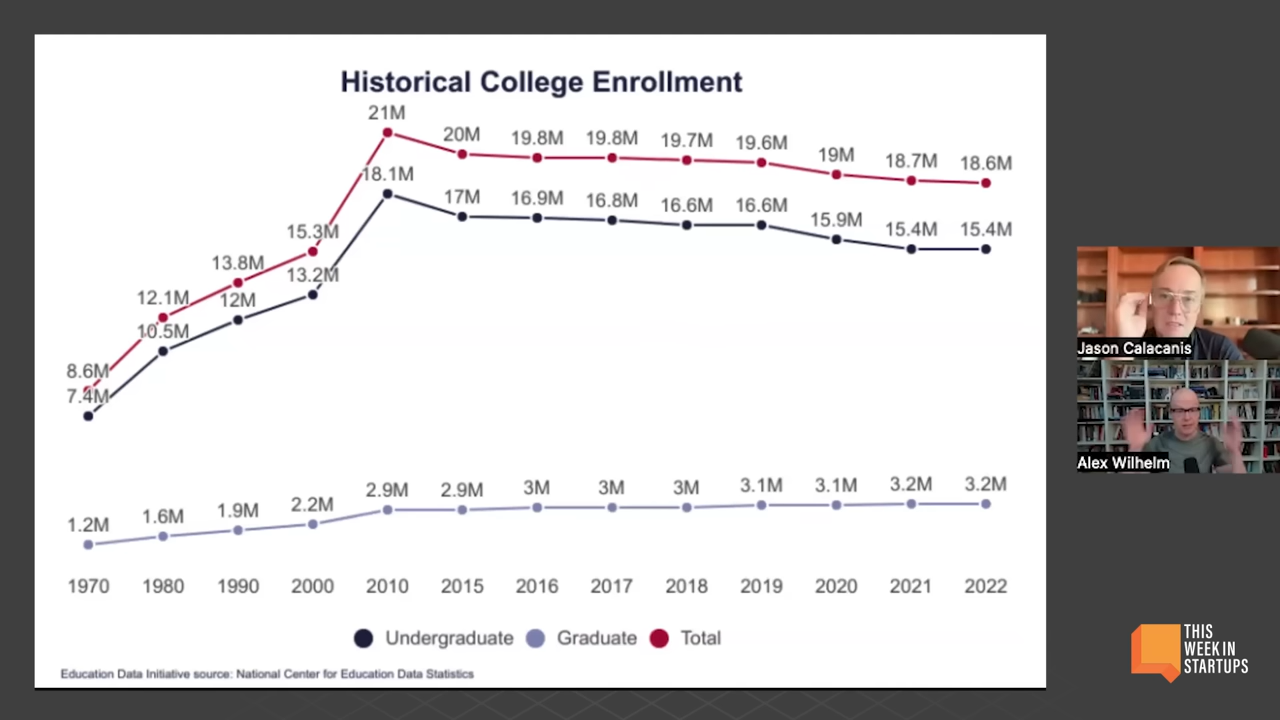 Historical College Enrollment
21M
20M 19.8M 19.8M 19.7M 19.6M 19M 18.7M 18.6M
18.1M
17M 16.9M 16.8M 16.6M 16.6M 15.9M 15.4M 15.4M
15.3M
13.8M
13.2M
12.1M
12M
10.5M
8.6M
7.4M
1.2M 1.6M 1.9M 2.2M 2.9M 2.9M 3M 3M 3M 3.1M 3.1M 3.2M 3.2M
1970 1980 1990 2000 2010 2015 2016 2017 2018 2019 2020 2021 2022
Undergraduate Graduate Total
Education Data Initiative source: National Center for Education Data Statistics
Jason Calacanis
Alex Wilhelm
THIS
WEEK IN
STARTUPS